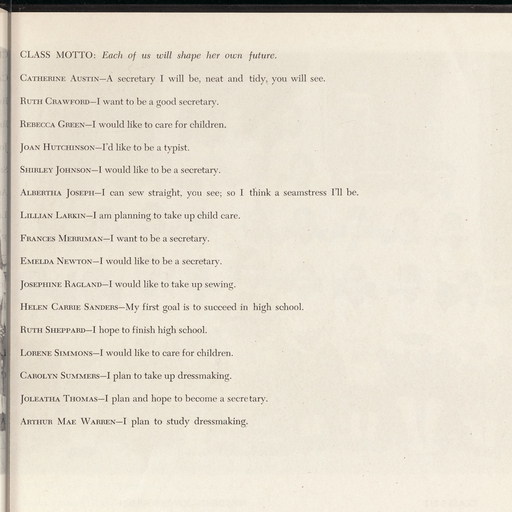 CLASS MOTTO: Each of us will shape her own future.
CATHERINE AUSTIN—A secretary I will be, neat and tidy, you will see.
RUTH CRAWFORD—I want to be a good secretary.
REBECCA GREEN—I would like to care for children.
JOAN HUTCHINSON—I'd like to be a typist.
SHIRLEY JOHNSON—I would like to be a secretary.
ALBERTHA JOSEPH—I can sew straight, you see; so I think a seamstress I'll be.
LILLIAN LARKIN—I am planning to take up child care.
FRANCES MERRIMAN—I want to be a secretary.
EMELDA NEWTON—I would like to be a secretary.
JOSEPHINE RAGLAND—I would like to take up sewing.
HELEN CARRIE SANDERS—My first goal is to succeed in high school.
RUTH SHEPPARD—I hope to finish high school.
LORENE SIMMONS—I would like to care for children.
CAROLYN SUMMERS—I plan to take up dressmaking.
JOLEATHA THOMAS—I plan and hope to become a secretary.
ARTHUR MAE WARREN—I plan to study dressmaking.